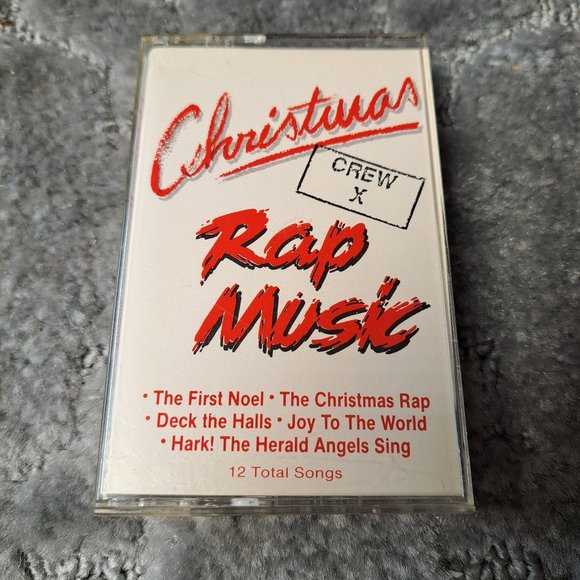 Christmas
CREW
X
Rap
Music
• The First Noel • The Christmas Rap
• Deck the Halls • Joy To The World
• Hark! The Herald Angels Sing
12 Total Songs